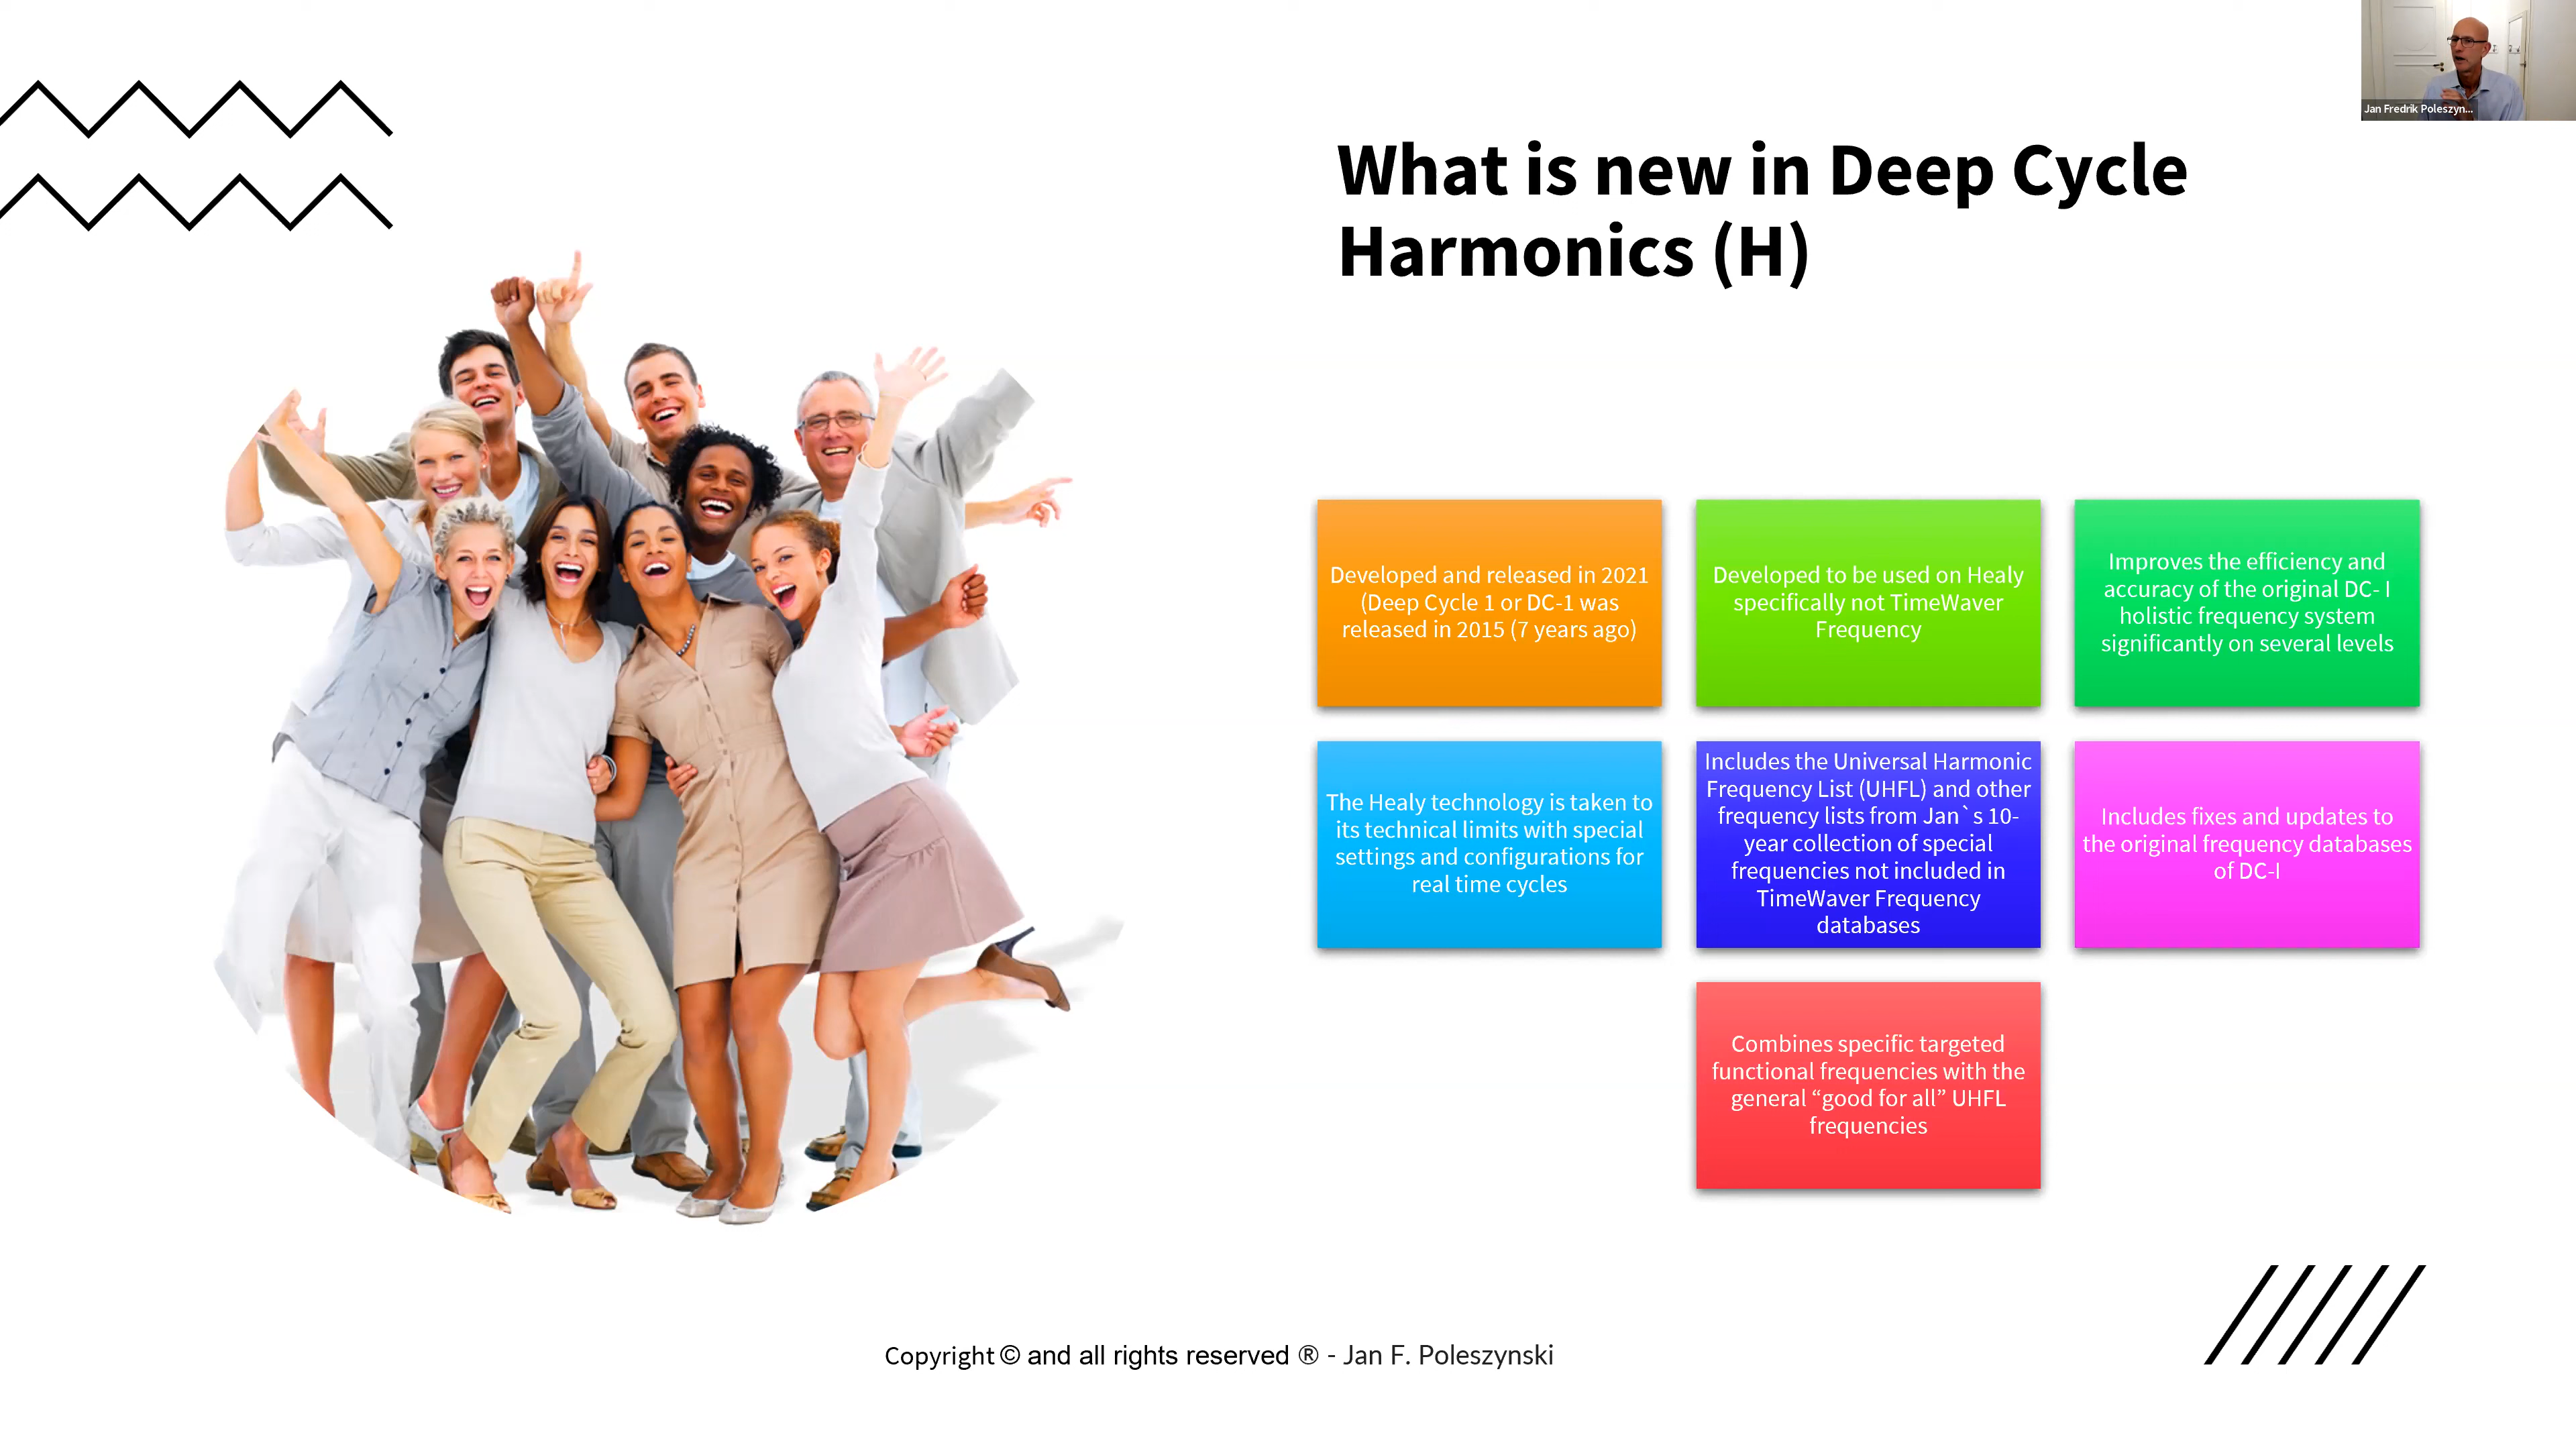 Jan Fredrik Poleszyn...
What is new in Deep Cycle
Harmonics (H)
Developed and released in 2021
(Deep Cycle 1 or DC-1 was
released in 2015 (7 years ago)
Developed to be used on Healy
specifically not TimeWaver
Frequency
Improves the efficiency and
accuracy of the original DC- I
holistic frequency system
significantly on several levels
The Healy technology is taken to
its technical limits with special
settings and configurations for
real time cycles
Includes the Universal Harmonic
Frequency List (UHFL) and other
frequency lists from Jan`s 10-
year collection of special
frequencies not included in
TimeWaver Frequency
databases
Includes fixes and updates to
the original frequency databases
of DC-I
Combines specific targeted
functional frequencies with the
general “good for all” UHFL
frequencies
Copyright © and all rights reserved ® - Jan F. Poleszynski